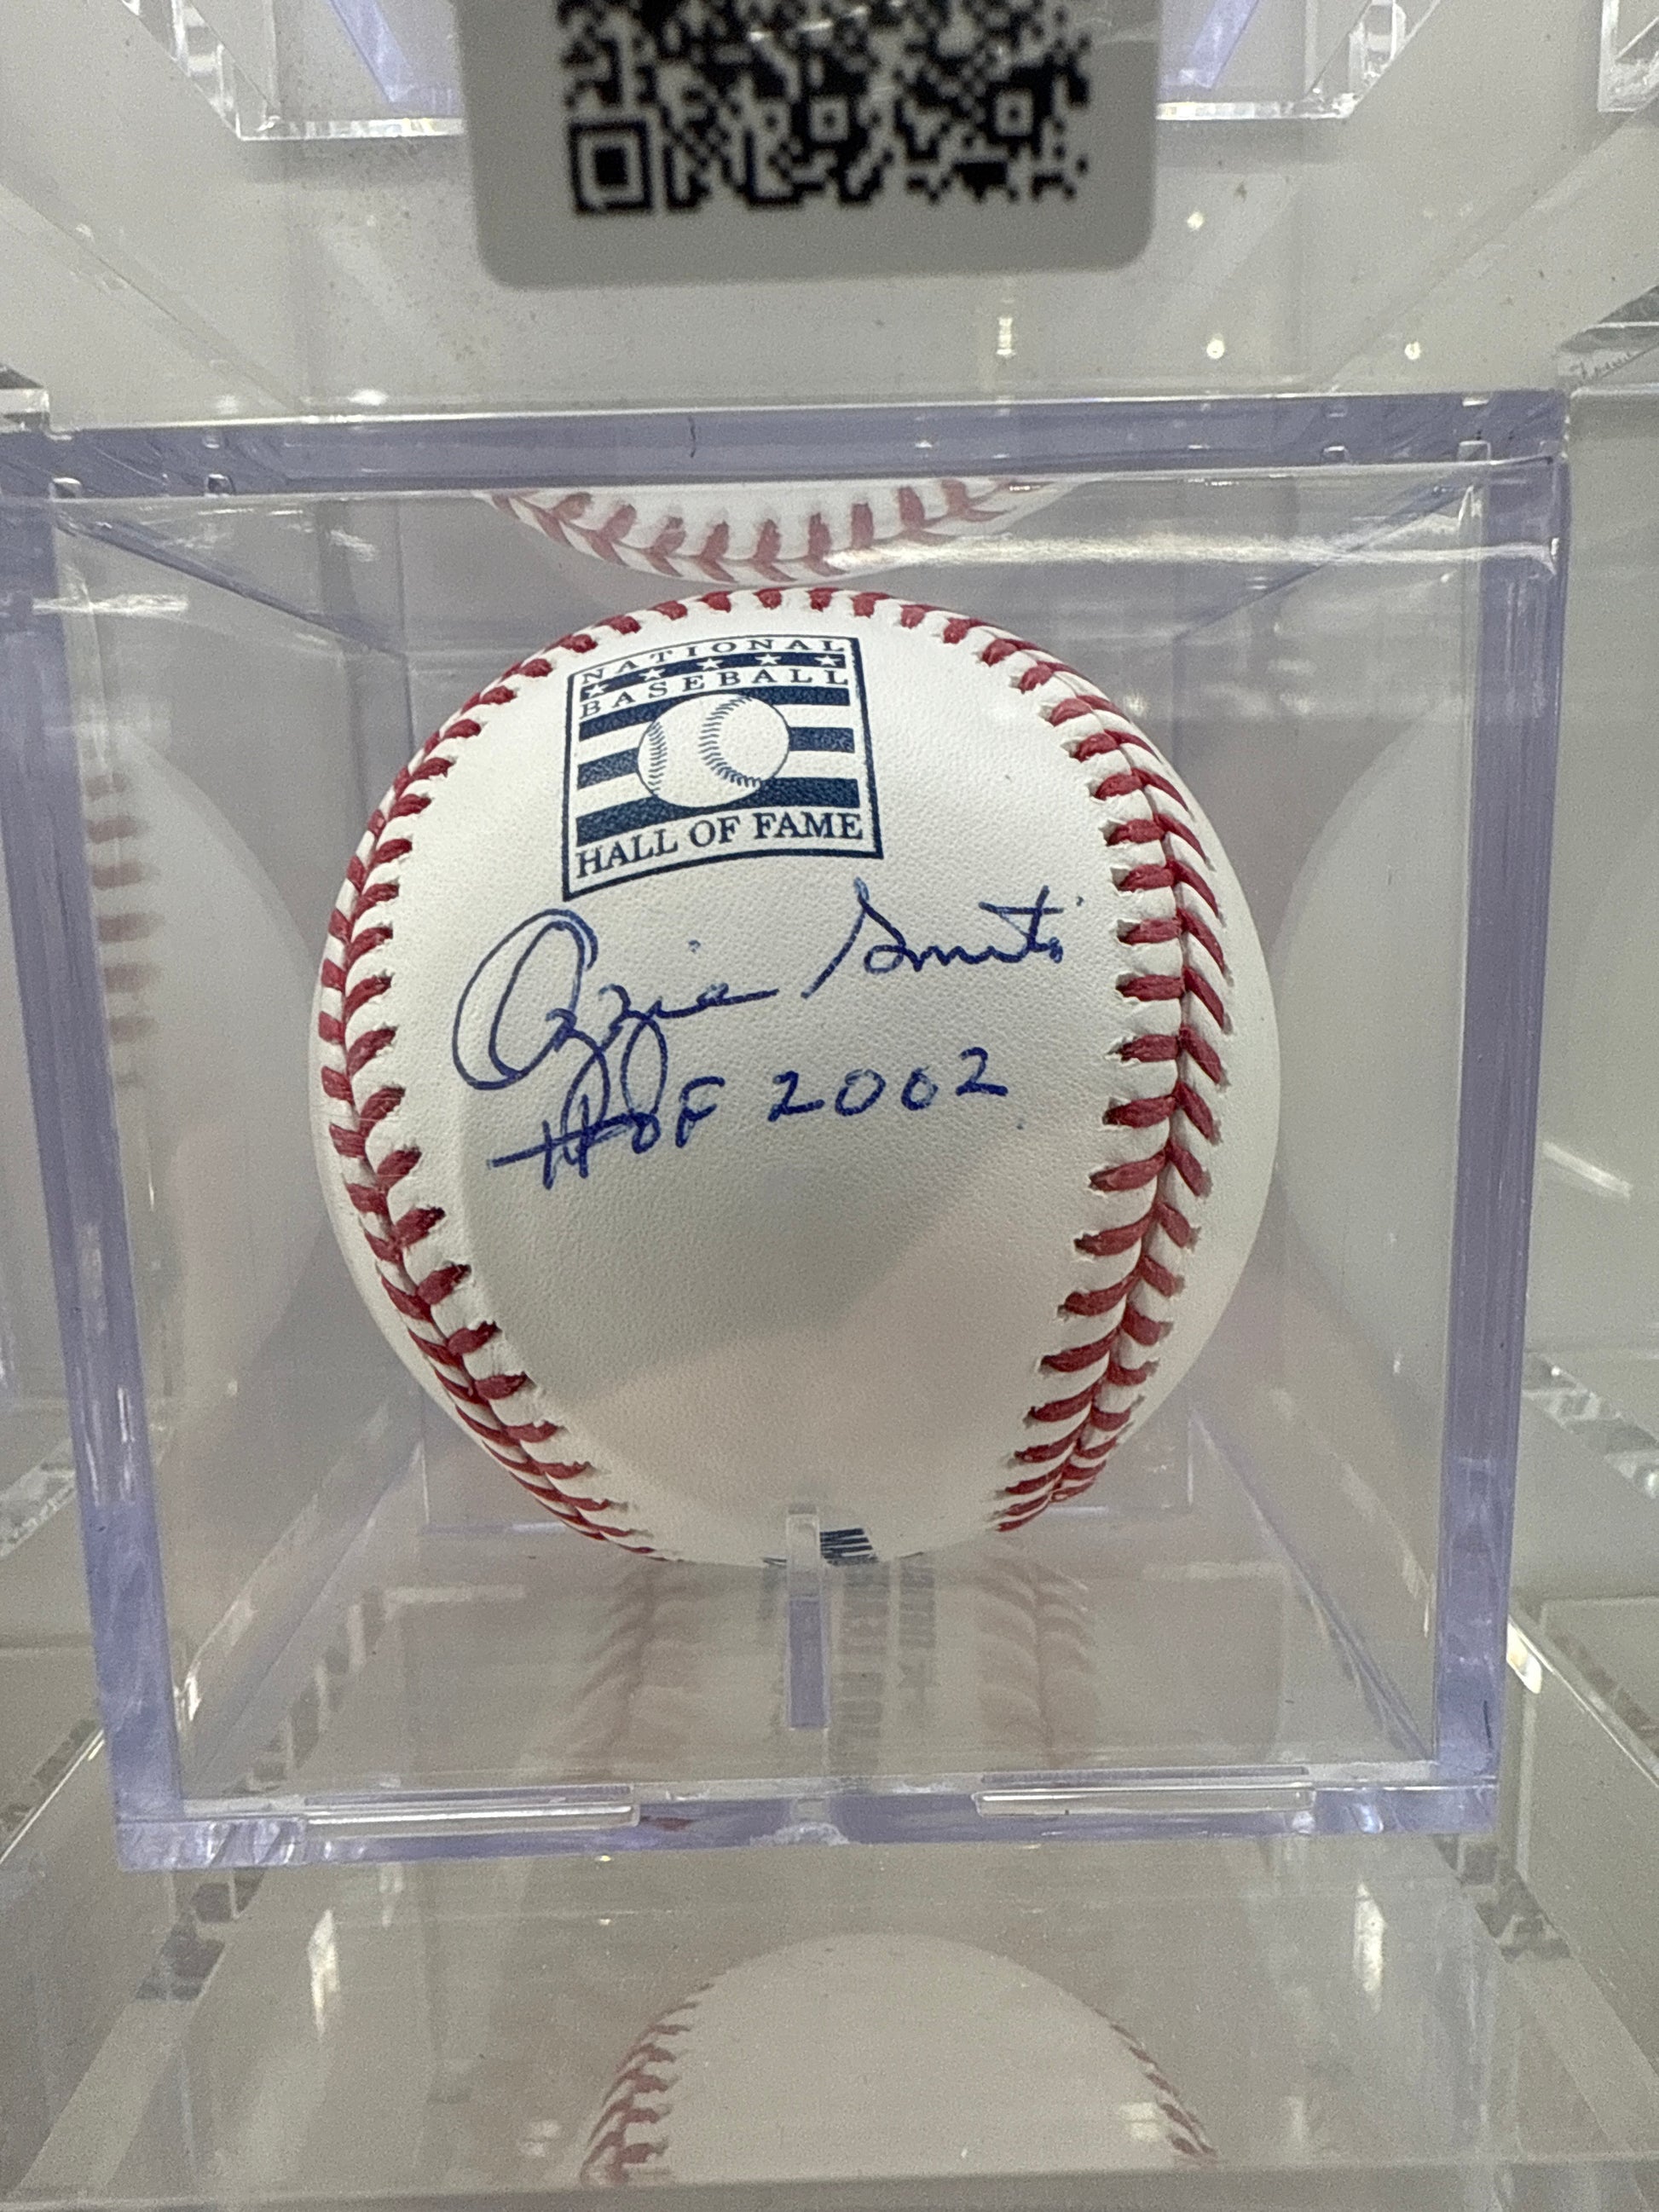 NATIONAL
BASEBALL
HALL OF FAME
Ozzie Smith
HOF 2002